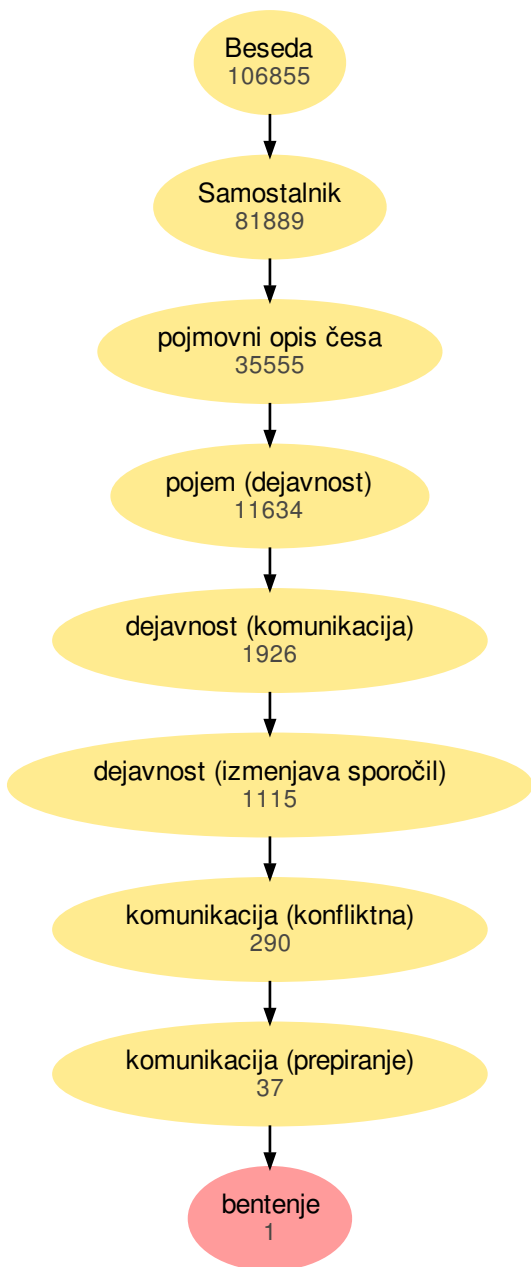 Beseda
106855
Samostalnik
81889
pojmovni opis česa
35555
pojem (dejavnost)
11634
dejavnost (komunikacija)
1926
dejavnost (izmenjava sporočil)
1115
komunikacija (konfliktna)
290
komunikacija (prepiranje)
37
bentenje
1